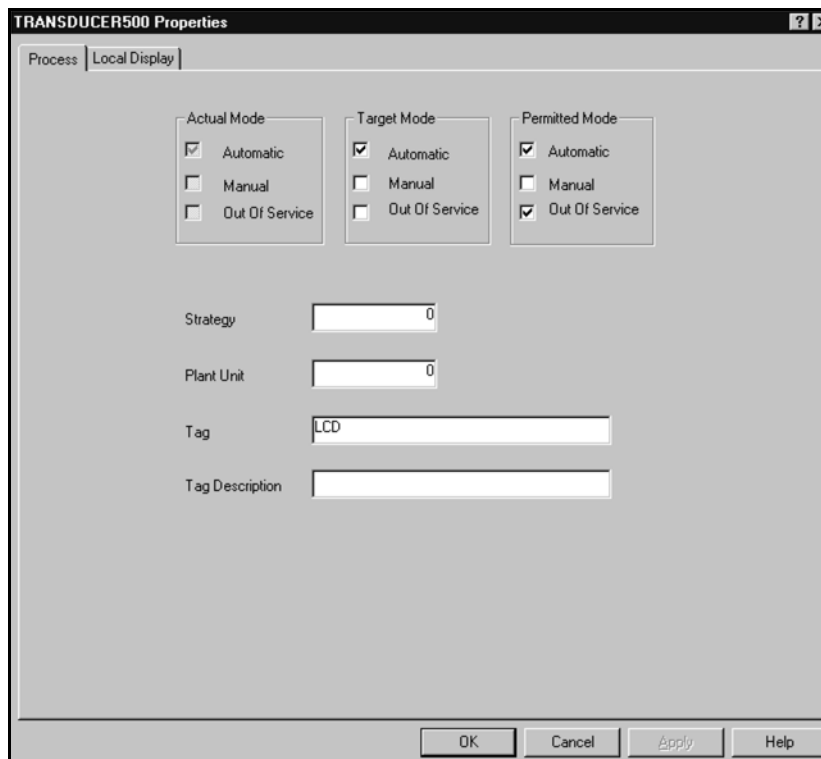 TRANSDUCER500 Properties
Process Local Display
Actual Mode Target Mode Permitted Mode
Automatic Automatic Automatic
Manual Manual Manual
Out Of Service Out Of Service Out Of Service
Strategy 0
Plant Unit 0
Tag LCD
Tag Description
OK Cancel Apply Help